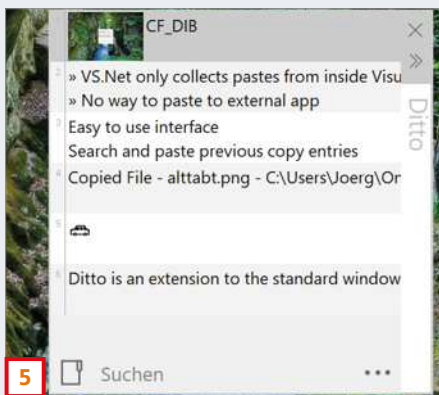 CF_DIB
» VS.Net only collects pastes from inside Visu
» No way to paste to external app
Easy to use interface
Search and paste previous copy entries
Copied File - alttabt.png - C:\Users\Joerg\Or
Ditto is an extension to the standard window
Ditto
5
Suchen